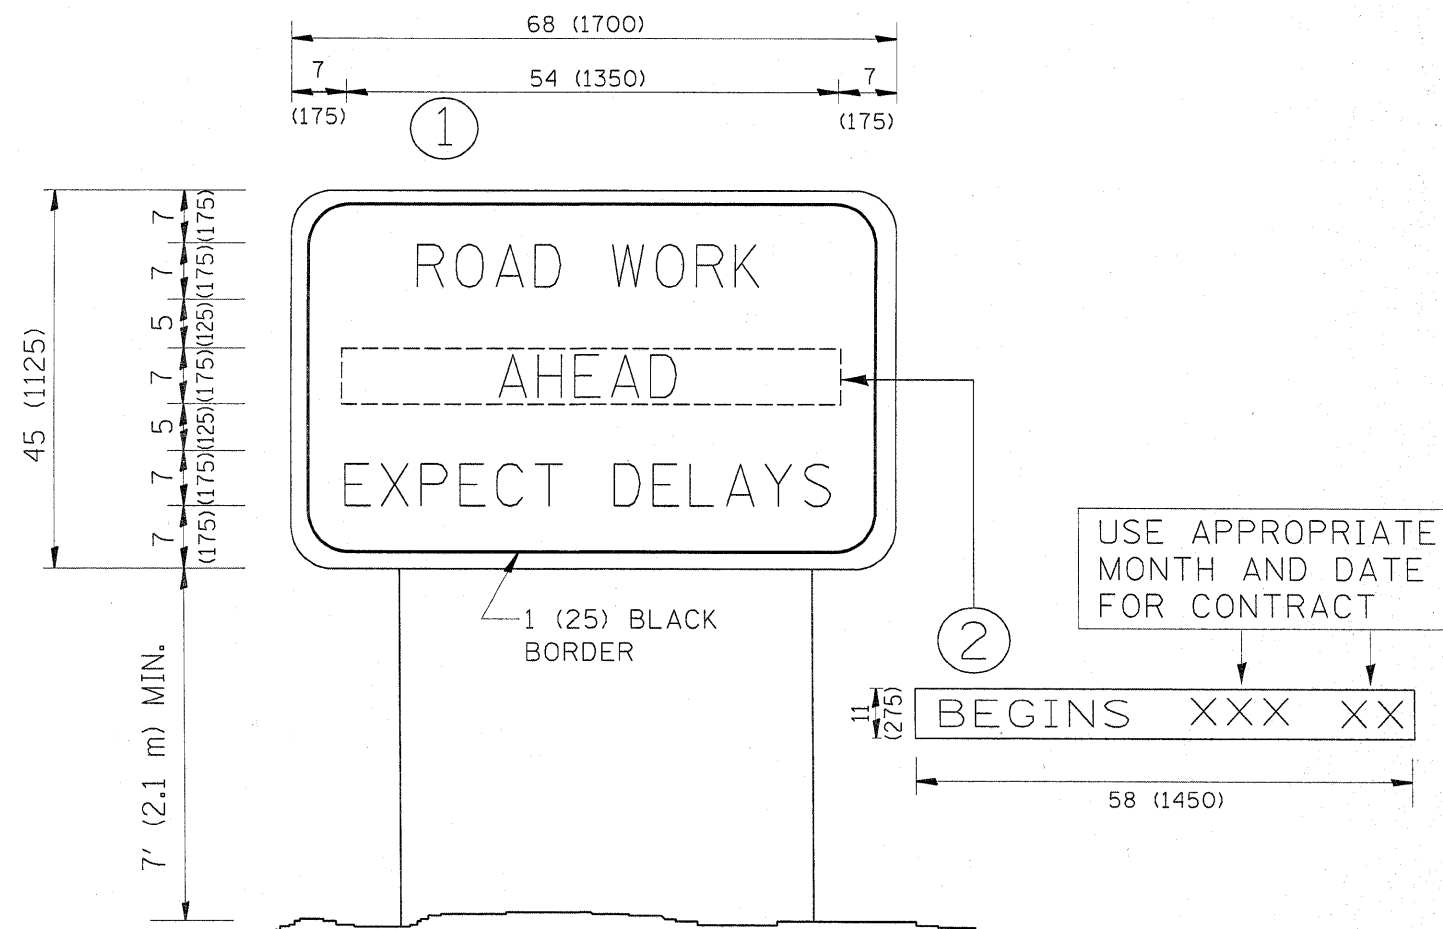 68 (1700)
7 54 (1350) 7
(175) (175)
1
45 (1125)
7 (175)
7 (175)
5 (125)
7 (175)
5 (125)
7 (175)
7 (175)
7' (2.1 m) MIN.
ROAD WORK
AHEAD
EXPECT DELAYS
1 (25) BLACK
BORDER
2
USE APPROPRIATE
MONTH AND DATE
FOR CONTRACT
11
(275)
BEGINS XXX XX
58 (1450)